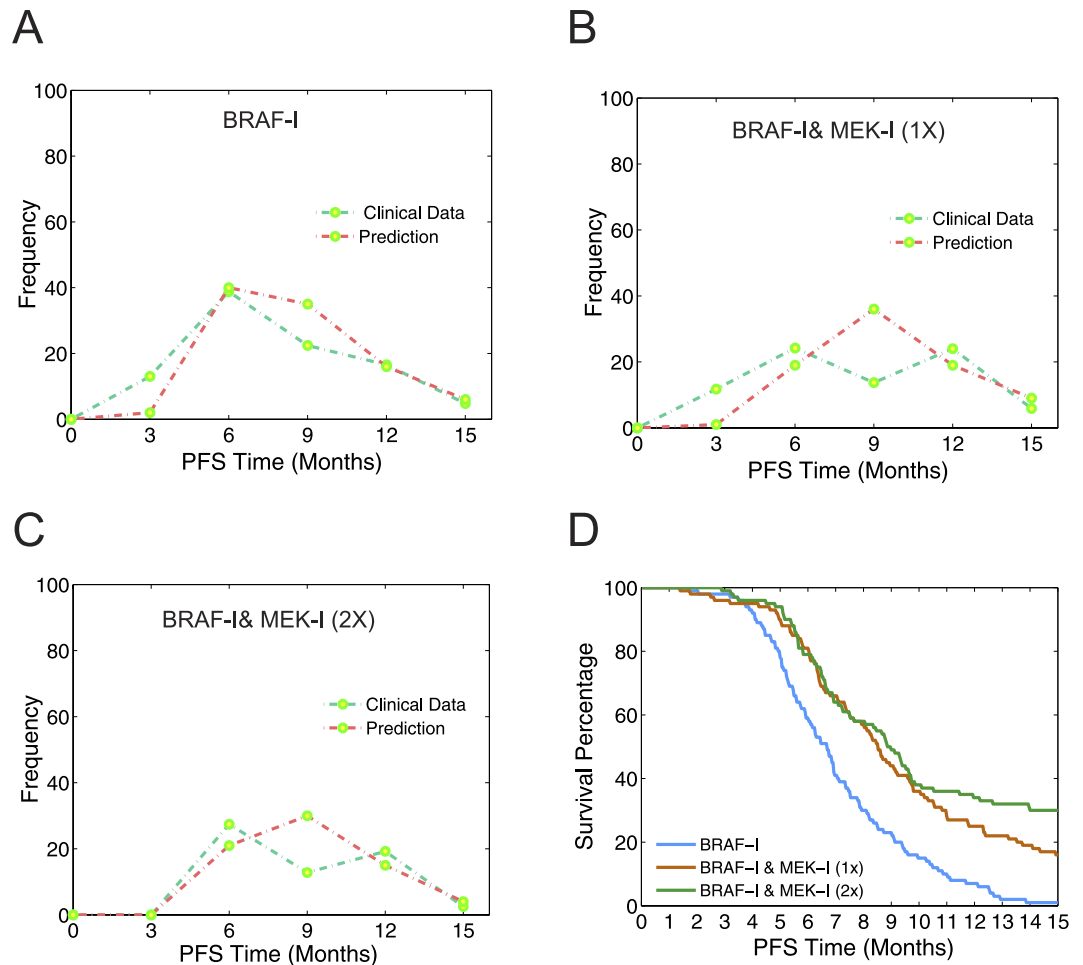 A
100
80
60
40
20
0
Frequency
BRAF-I
Clinical Data
Prediction
0 3 6 9 12 15
PFS Time (Months)
B
100
80
60
40
20
0
Frequency
BRAF-I& MEK-I (1X)
Clinical Data
Prediction
0 3 6 9 12 15
PFS Time (Months)
C
100
80
60
40
20
0
Frequency
BRAF-I& MEK-I (2X)
Clinical Data
Prediction
0 3 6 9 12 15
PFS Time (Months)
D
100
80
60
40
20
0
Survival Percentage
BRAF-I
BRAF-I & MEK-I (1x)
BRAF-I & MEK-I (2x)
0 1 2 3 4 5 6 7 8 9 10 11 12 13 14 15
PFS Time (Months)